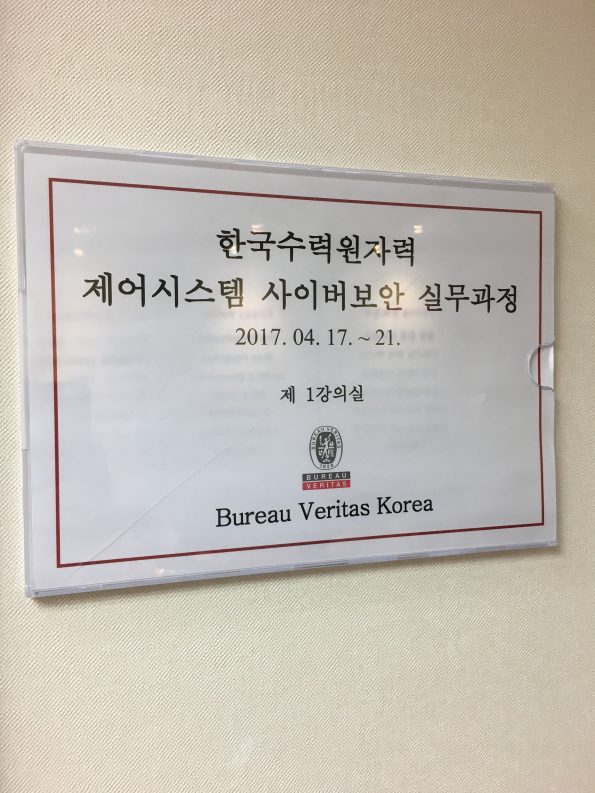 한국수력원자력
제어시스템 사이버보안 실무과정
2017. 04. 17. ~ 21.
제 1강의실
BUREAU VERITAS
1828
BUREAU
VERITAS
Bureau Veritas Korea